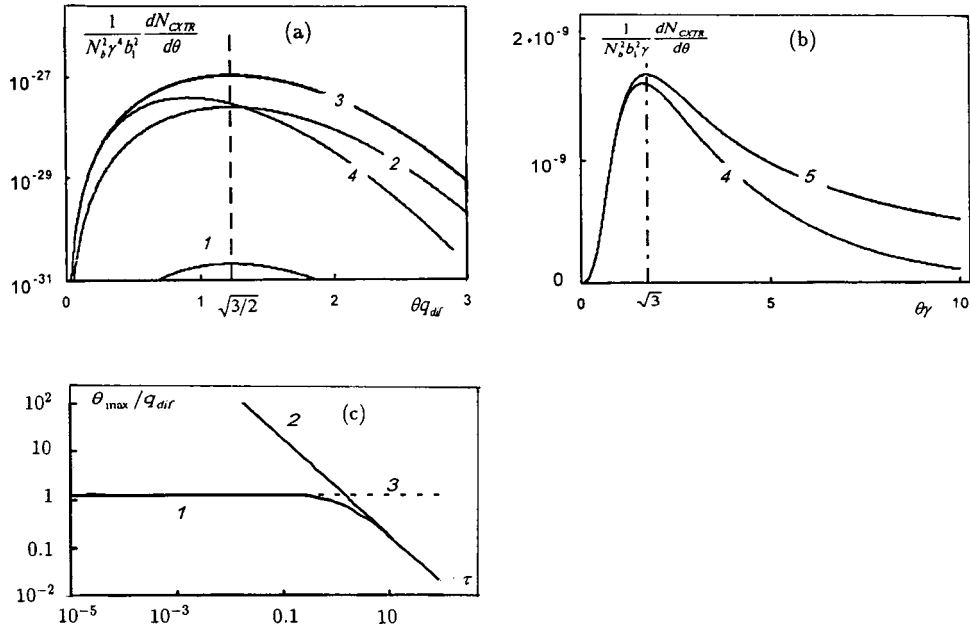 1/(N_b^2 γ^4 b_1^2) dN_CXTR/dθ
(a)
10^-27
10^-29
10^-31
3
2
4
1
0 1 √3/2 2 θq_dif 3
2·10^-9
1/(N_b^2 b_1^2 γ) dN_CXTR/dθ
(b)
10^-9
0
4 5
0 √3 5 θγ 10
10^2
θ_max / q_dif
(c)
10
1
0.1
10^-2
2
3
1
τ
10^-5 10^-3 0.1 10